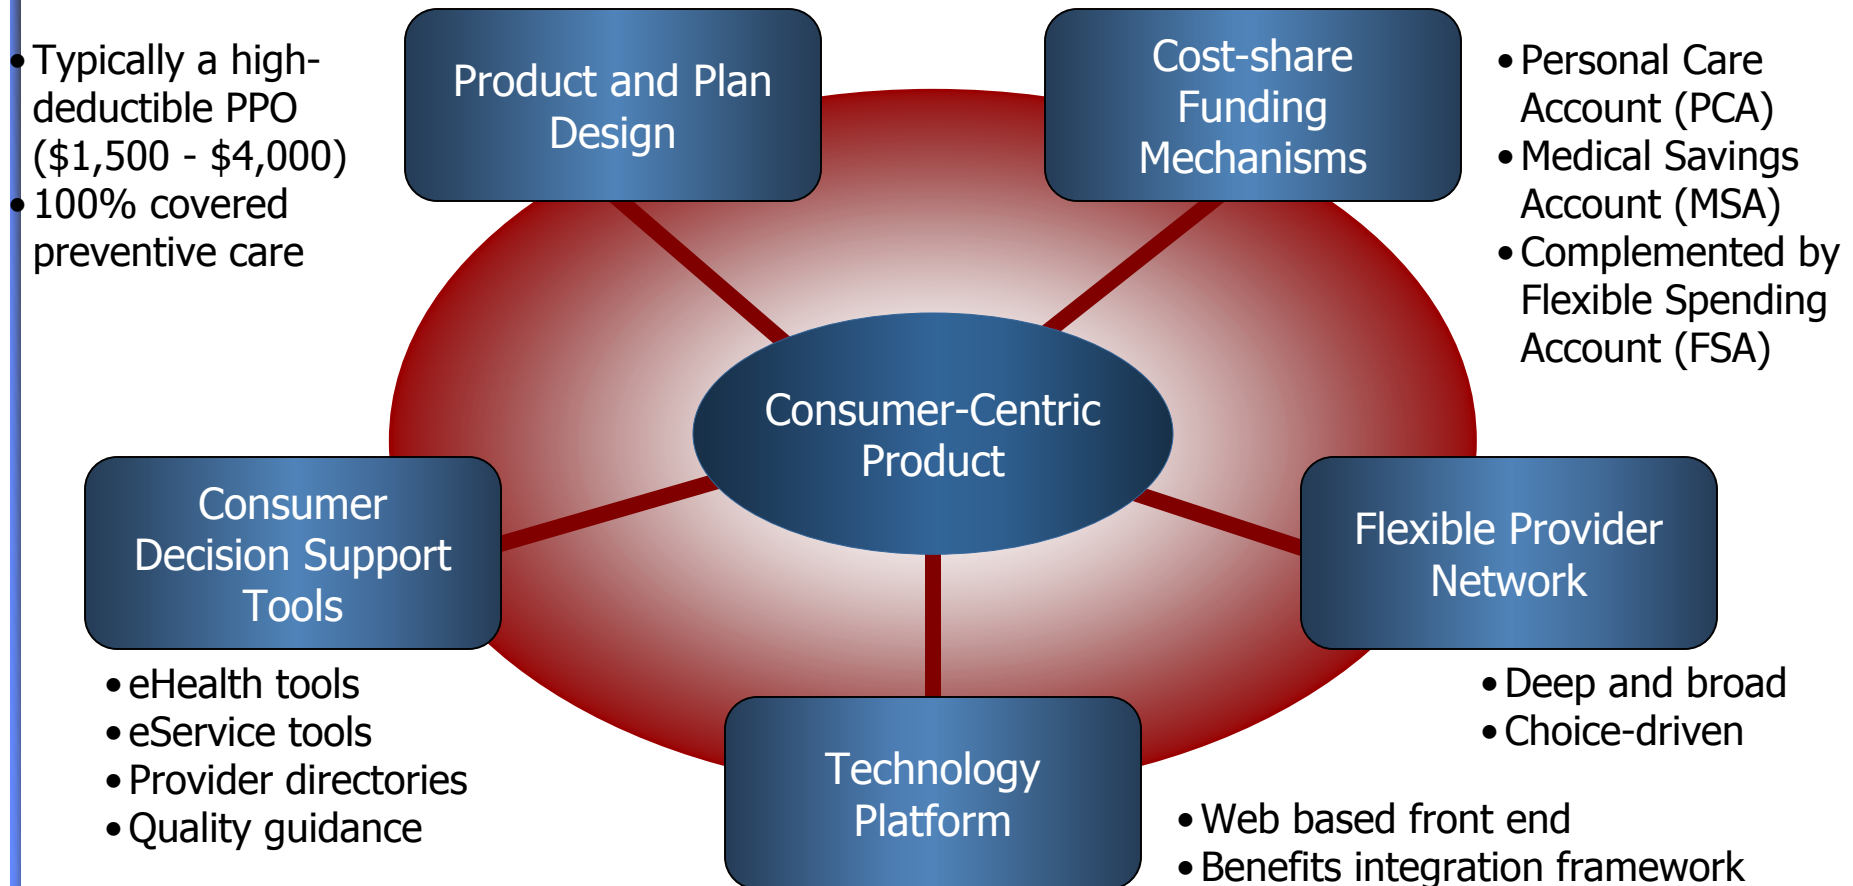 • Typically a high-
deductible PPO
($1,500 - $4,000)
• 100% covered
preventive care
Product and Plan
Design
Cost-share
Funding
Mechanisms
• Personal Care
Account (PCA)
• Medical Savings
Account (MSA)
• Complemented by
Flexible Spending
Account (FSA)
Consumer-Centric
Product
Consumer
Decision Support
Tools
Flexible Provider
Network
• eHealth tools
• eService tools
• Provider directories
• Quality guidance
Technology
Platform
• Deep and broad
• Choice-driven
• Web based front end
• Benefits integration framework